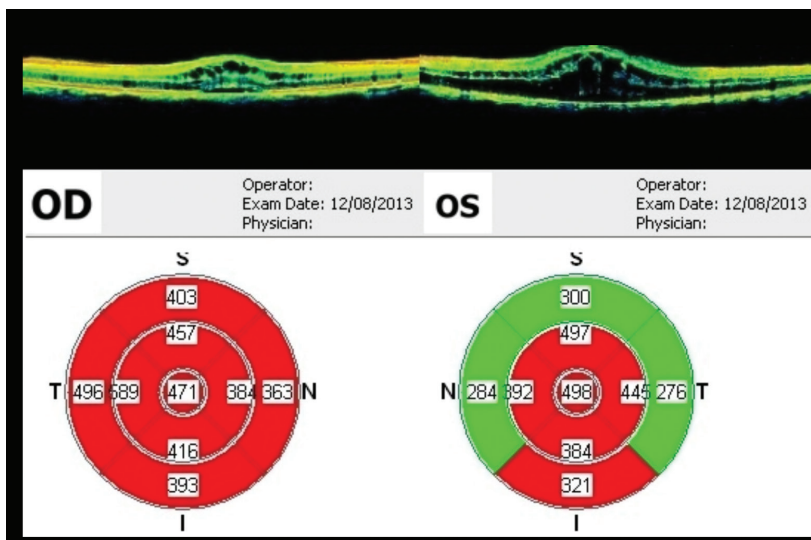 OD
Operator:
Exam Date: 12/08/2013
Physician:
OS
Operator:
Exam Date: 12/08/2013
Physician:
S
403
457
T 496 471 384 363 N
416
393
I
S
300
497
N 284 392 498 445 276 T
384
321
I